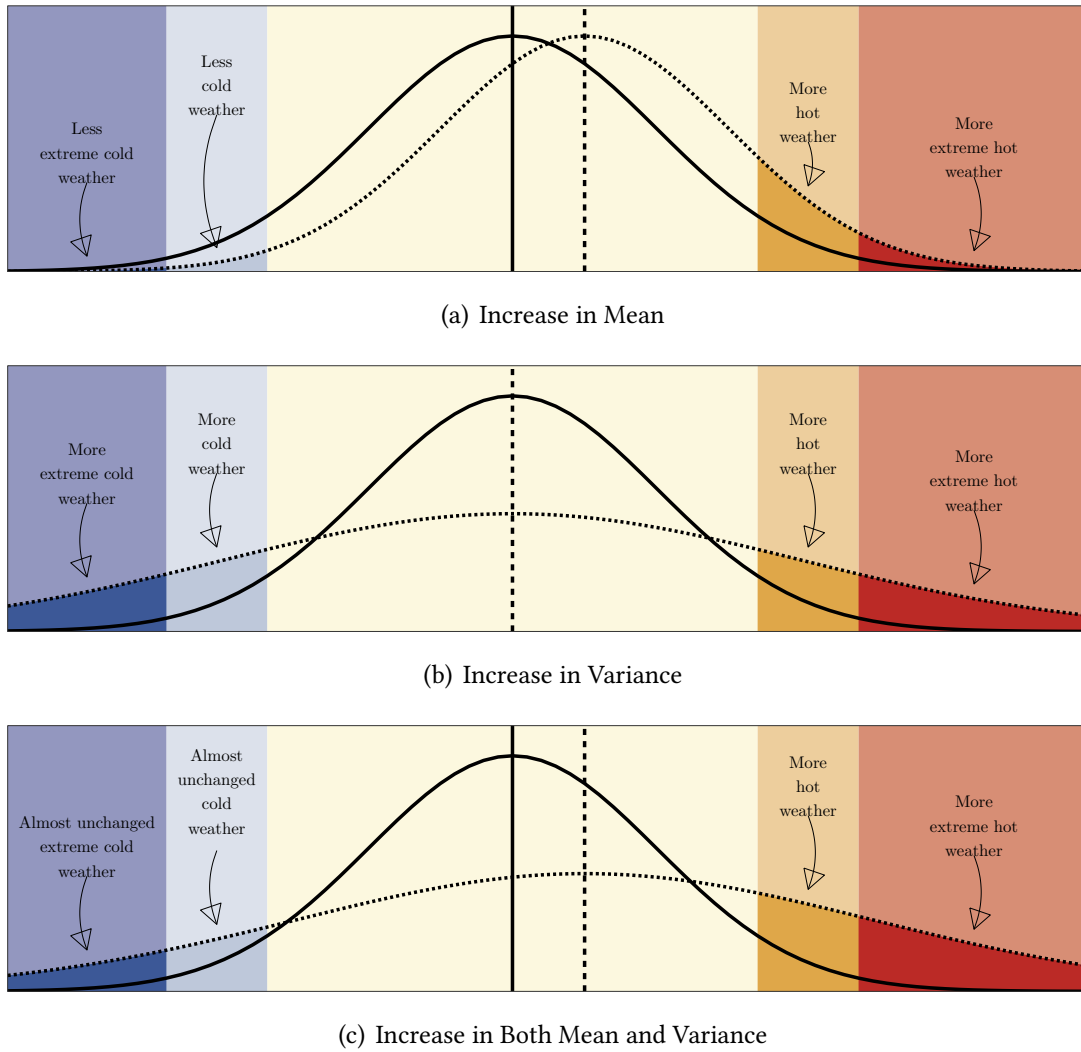 Less
extreme cold
weather
Less
cold
weather
More
hot
weather
More
extreme hot
weather
(a) Increase in Mean
More
extreme cold
weather
More
cold
weather
More
hot
weather
More
extreme hot
weather
(b) Increase in Variance
Almost unchanged
extreme cold
weather
Almost
unchanged
cold
weather
More
hot
weather
More
extreme hot
weather
(c) Increase in Both Mean and Variance